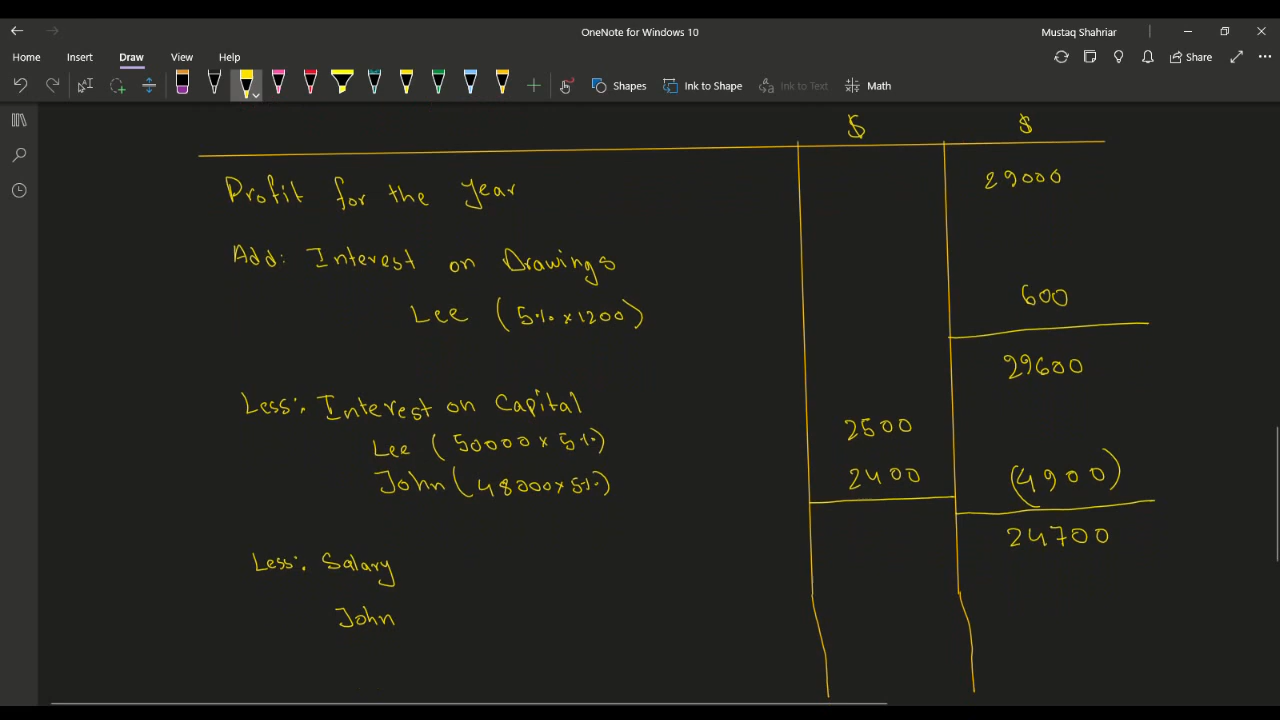 OneNote for Windows 10
Mustaq Shahriar
Home Insert Draw View Help
Share
Shapes Ink to Shape Ink to Text Math
$ $
Profit for the year 29000
Add: Interest on Drawings
Lee (5%×1200) 600
29600
Less: Interest on Capital
Lee (50000×5%) 2500
John (48000×5%) 2400 (4900)
24700
Less: Salary
John